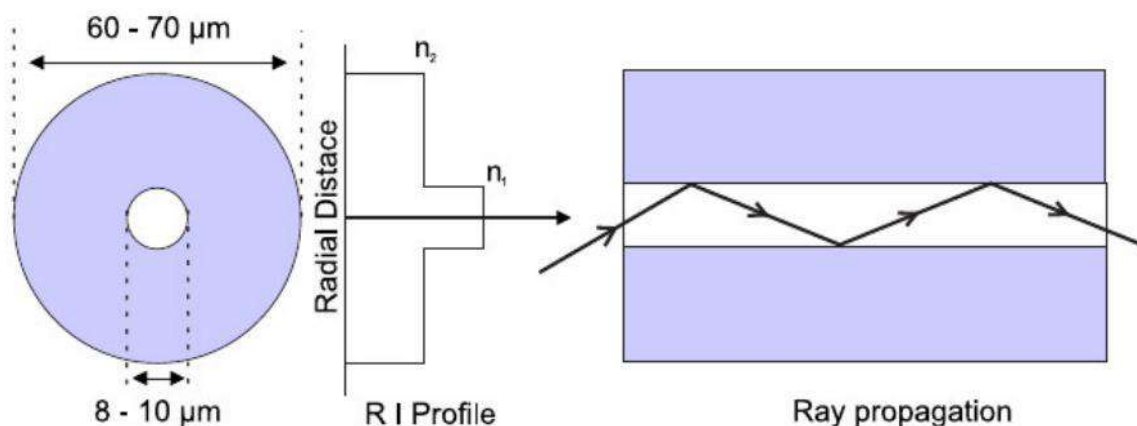 60 - 70 µm
n₂
n₁
Radial Distace
8 - 10 µm
R I Profile
Ray propagation